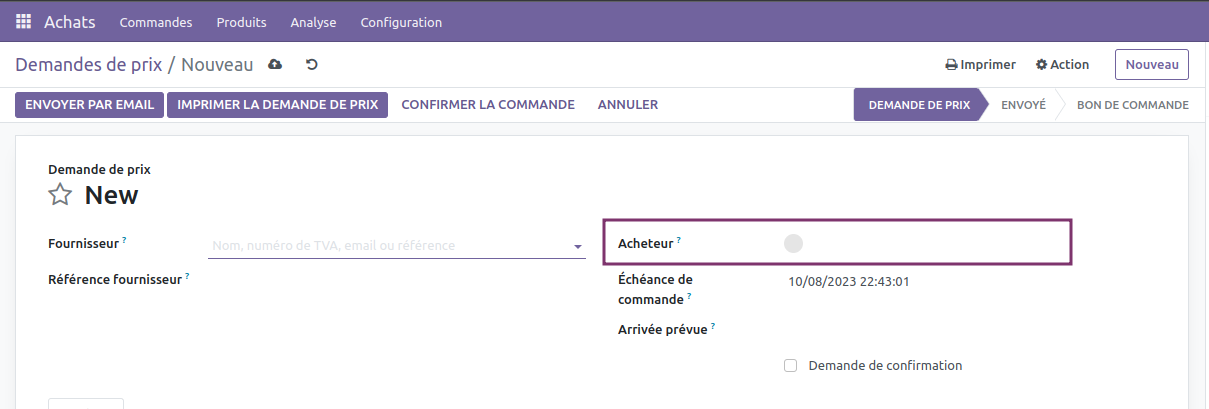 Achats Commandes Produits Analyse Configuration
Demandes de prix / Nouveau Imprimer Action Nouveau
ENVOYER PAR EMAIL IMPRIMER LA DEMANDE DE PRIX CONFIRMER LA COMMANDE ANNULER DEMANDE DE PRIX ENVOYÉ BON DE COMMANDE
Demande de prix
New
Fournisseur ? Nom, numéro de TVA, email ou référence
Référence fournisseur ?
Acheteur ?
Échéance de commande ? 10/08/2023 22:43:01
Arrivée prévue ?
Demande de confirmation